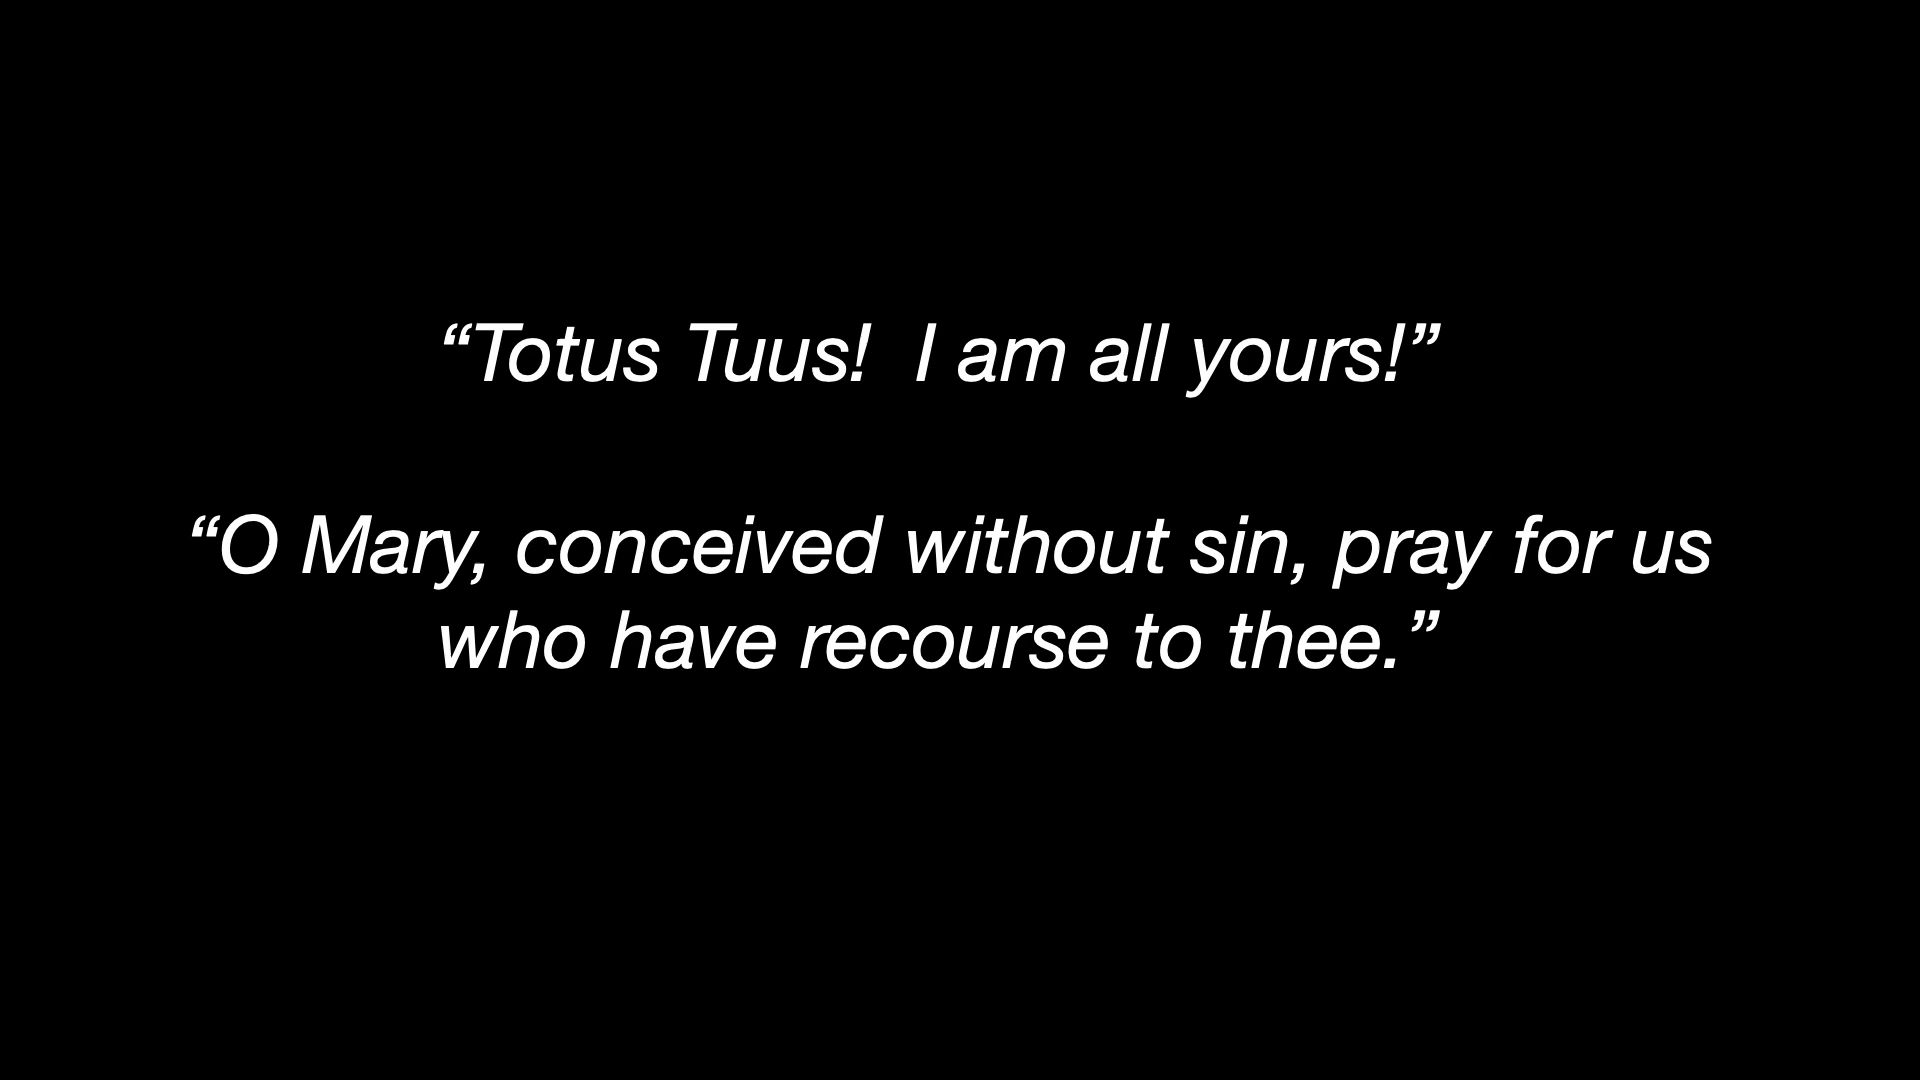 “Totus Tuus!  I am all yours!”
“O Mary, conceived without sin, pray for us
who have recourse to thee.”